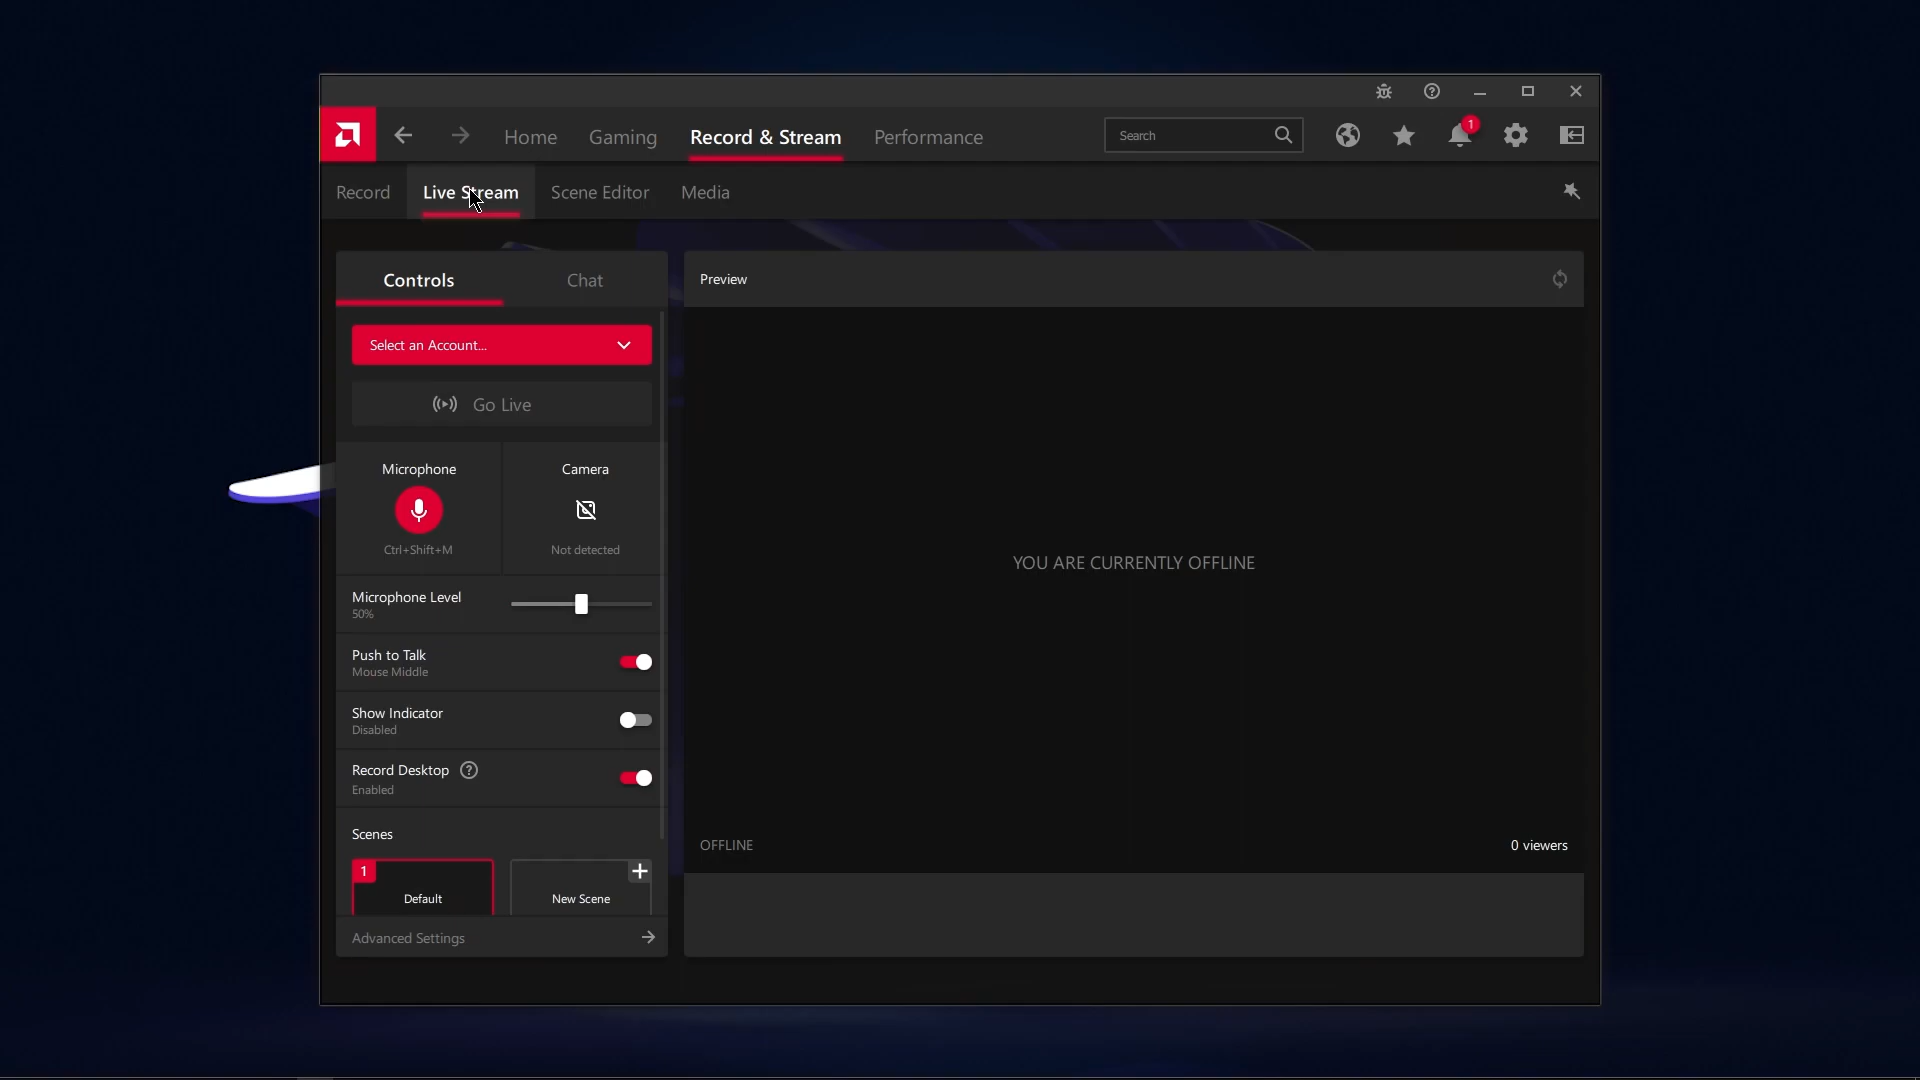 Home Gaming Record & Stream Performance Search 1
Record Live Stream Scene Editor Media
Controls Chat
Select an Account...
Go Live
Microphone Camera
Ctrl+Shift+M Not detected
Microphone Level
50%
Push to Talk
Mouse Middle
Show Indicator
Disabled
Record Desktop ?
Enabled
Scenes
1
Default New Scene
Advanced Settings
Preview
YOU ARE CURRENTLY OFFLINE
OFFLINE 0 viewers